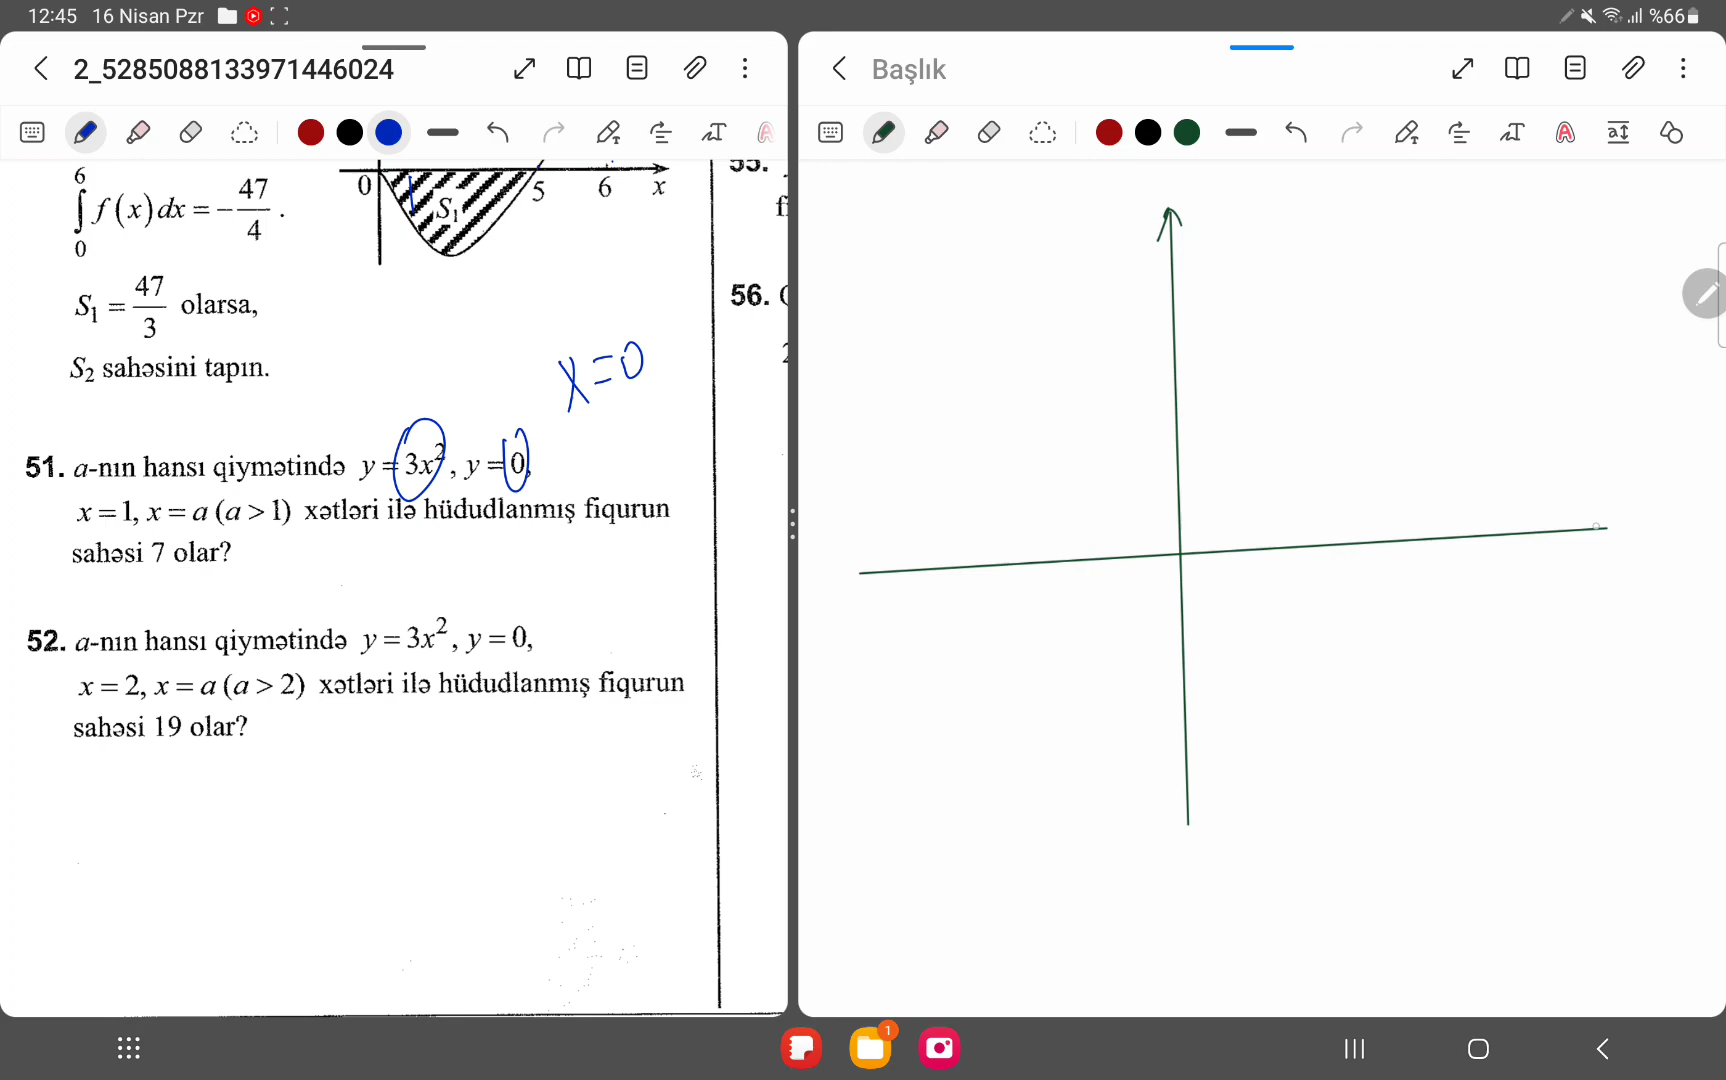 12:45 16 Nisan Pzr
%66
2_5285088133971446024
Başlık
6
∫ f(x)dx = -47/4 .
0
0 S₁ 5 6 x
S₁ = 47/3 olarsa,
S₂ sahəsini tapın.
x=0
51. a-nın hansı qiymətində y = 3x², y = 0,
x = 1, x = a (a > 1) xətləri ilə hüdudlanmış fiqurun
sahəsi 7 olar?
52. a-nın hansı qiymətində y = 3x², y = 0,
x = 2, x = a (a > 2) xətləri ilə hüdudlanmış fiqurun
sahəsi 19 olar?
55.
56.
1